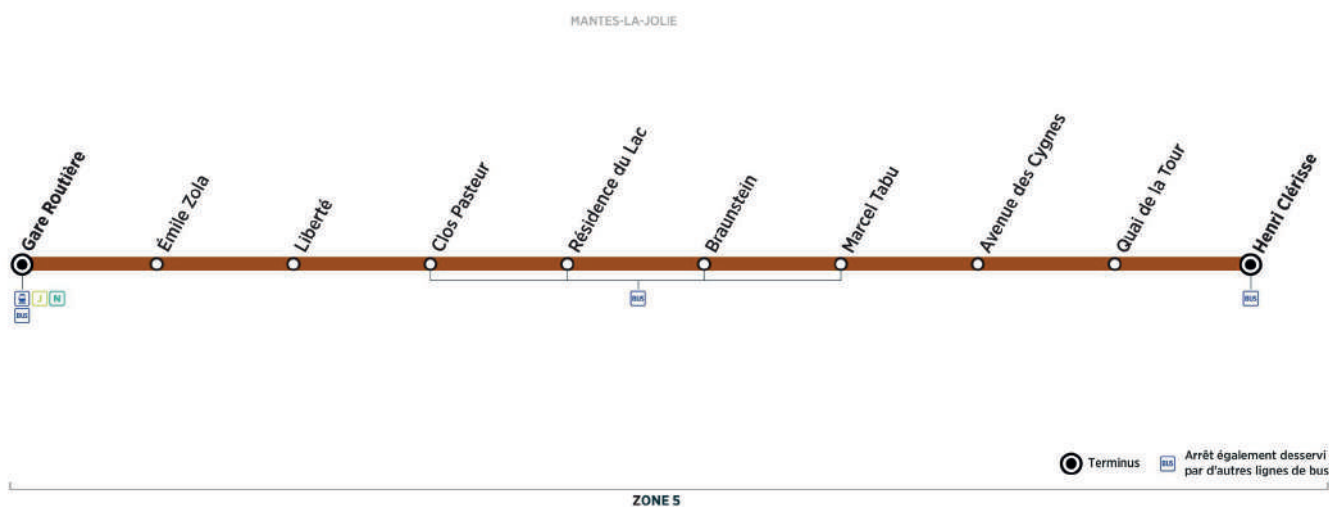 MANTES-LA-JOLIE
Gare Routière
Émile Zola
Liberté
Clos Pasteur
Résidence du Lac
Braunstein
Marcel Tabu
Avenue des Cygnes
Quai de la Tour
Henri Clérisse
J N
BUS
BUS
BUS
Terminus
BUS
Arrêt également desservi
par d'autres lignes de bus
ZONE 5